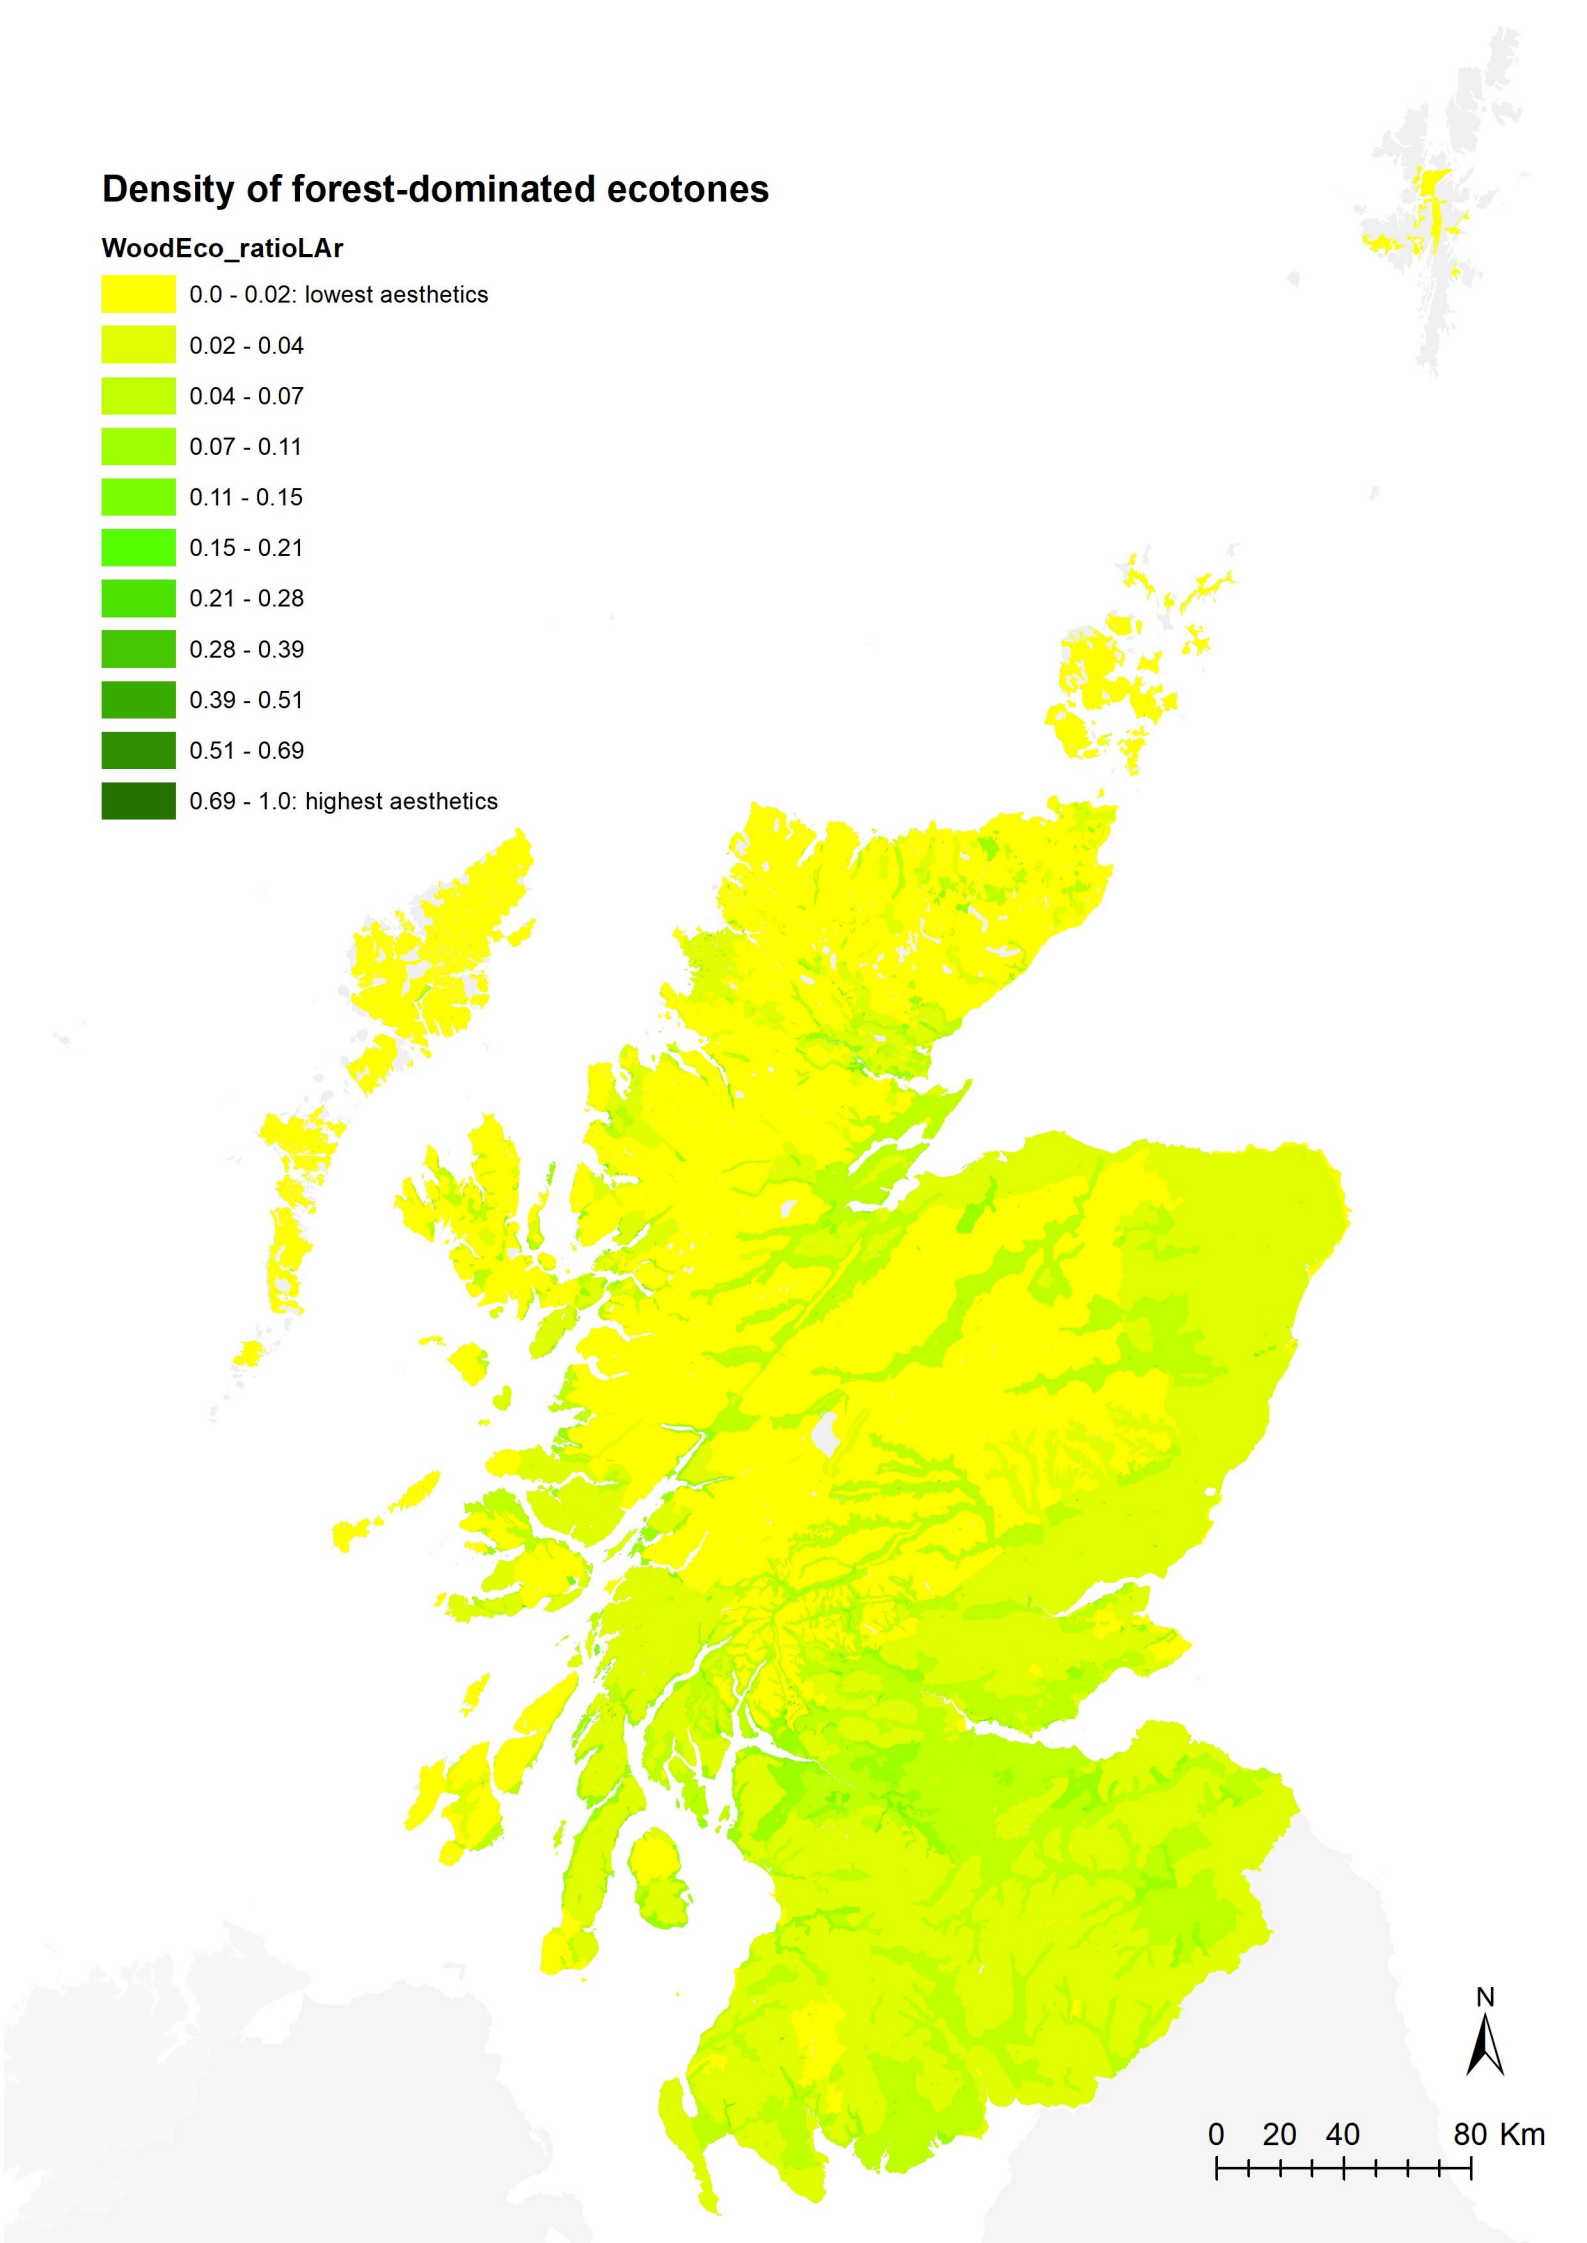 Density of forest-dominated ecotones
WoodEco_ratioLAr
0.0 - 0.02: lowest aesthetics
0.02 - 0.04
0.04 - 0.07
0.07 - 0.11
0.11 - 0.15
0.15 - 0.21
0.21 - 0.28
0.28 - 0.39
0.39 - 0.51
0.51 - 0.69
0.69 - 1.0: highest aesthetics
N
0 20 40 80 Km